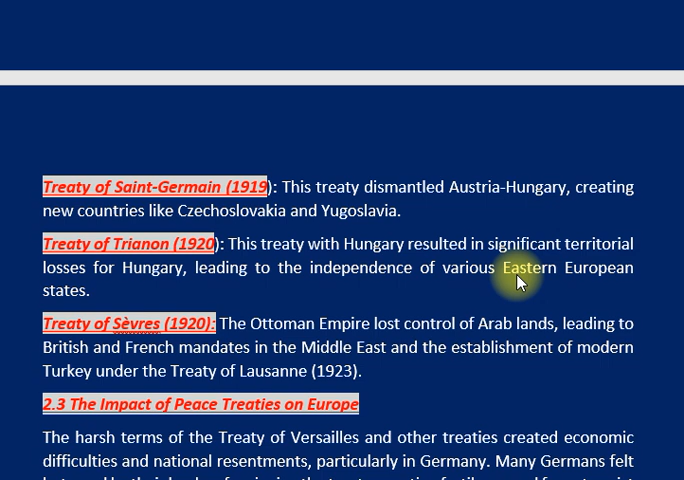 Treaty of Saint-Germain (1919): This treaty dismantled Austria-Hungary, creating
new countries like Czechoslovakia and Yugoslavia.
Treaty of Trianon (1920): This treaty with Hungary resulted in significant territorial
losses for Hungary, leading to the independence of various Eastern European
states.
Treaty of Sèvres (1920): The Ottoman Empire lost control of Arab lands, leading to
British and French mandates in the Middle East and the establishment of modern
Turkey under the Treaty of Lausanne (1923).
2.3 The Impact of Peace Treaties on Europe
The harsh terms of the Treaty of Versailles and other treaties created economic
difficulties and national resentments, particularly in Germany. Many Germans felt